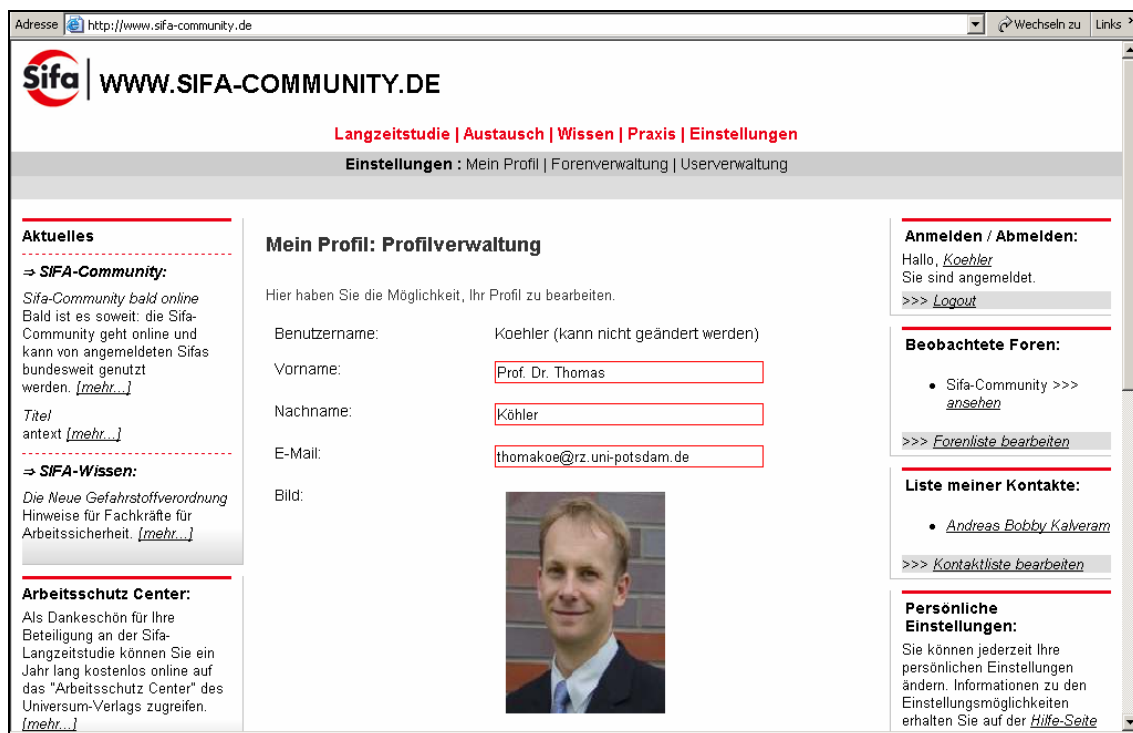 Adresse http://www.sifa-community.de Wechseln zu Links
Sifa WWW.SIFA-COMMUNITY.DE
Langzeitstudie | Austausch | Wissen | Praxis | Einstellungen
Einstellungen : Mein Profil | Forenverwaltung | Userverwaltung
Aktuelles
⇒ SIFA-Community:
Sifa-Community bald online
Bald ist es soweit: die Sifa-
Community geht online und
kann von angemeldeten Sifas
bundesweit genutzt
werden. [mehr...]
Titel
antext [mehr...]
⇒ SIFA-Wissen:
Die Neue Gefahrstoffverordnung
Hinweise für Fachkräfte für
Arbeitssicherheit. [mehr...]
Arbeitsschutz Center:
Als Dankeschön für Ihre
Beteiligung an der Sifa-
Langzeitstudie können Sie ein
Jahr lang kostenlos online auf
das "Arbeitsschutz Center" des
Universum-Verlags zugreifen.
[mehr...]
Mein Profil: Profilverwaltung
Hier haben Sie die Möglichkeit, Ihr Profil zu bearbeiten.
Benutzername: Koehler (kann nicht geändert werden)
Vorname: Prof. Dr. Thomas
Nachname: Köhler
E-Mail: thomakoe@rz.uni-potsdam.de
Bild:
Anmelden / Abmelden:
Hallo, Koehler
Sie sind angemeldet.
>>> Logout
Beobachtete Foren:
• Sifa-Community >>>
ansehen
>>> Forenliste bearbeiten
Liste meiner Kontakte:
• Andreas Bobby Kalveram
>>> Kontaktliste bearbeiten
Persönliche
Einstellungen:
Sie können jederzeit Ihre
persönlichen Einstellungen
ändern. Informationen zu den
Einstellungsmöglichkeiten
erhalten Sie auf der Hilfe-Seite